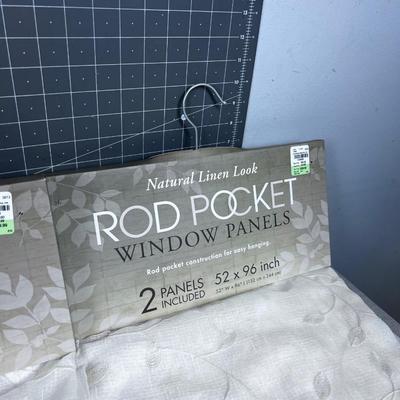 Natural Linen Look
ROD POCKET
WINDOW PANELS
Rod pocket construction for easy hanging.
2 PANELS
INCLUDED
52 x 96 inch